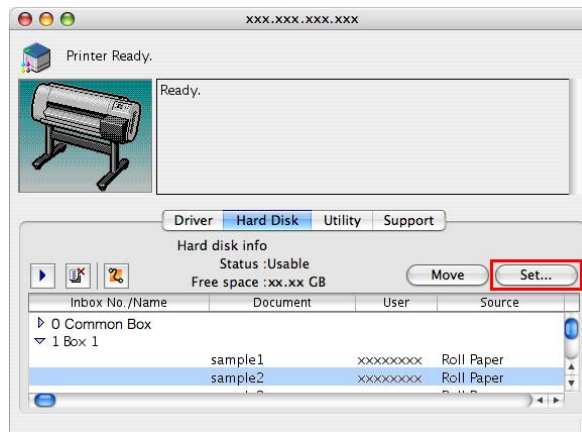 xxx.xxx.xxx.xxx
Printer Ready.
Ready.
Driver Hard Disk Utility Support
Hard disk info
Status :Usable
Free space :xx.xx GB
Move Set...
Inbox No./Name Document User Source
0 Common Box
1 Box 1
sample1 xxxxxxxx Roll Paper
sample2 xxxxxxxx Roll Paper